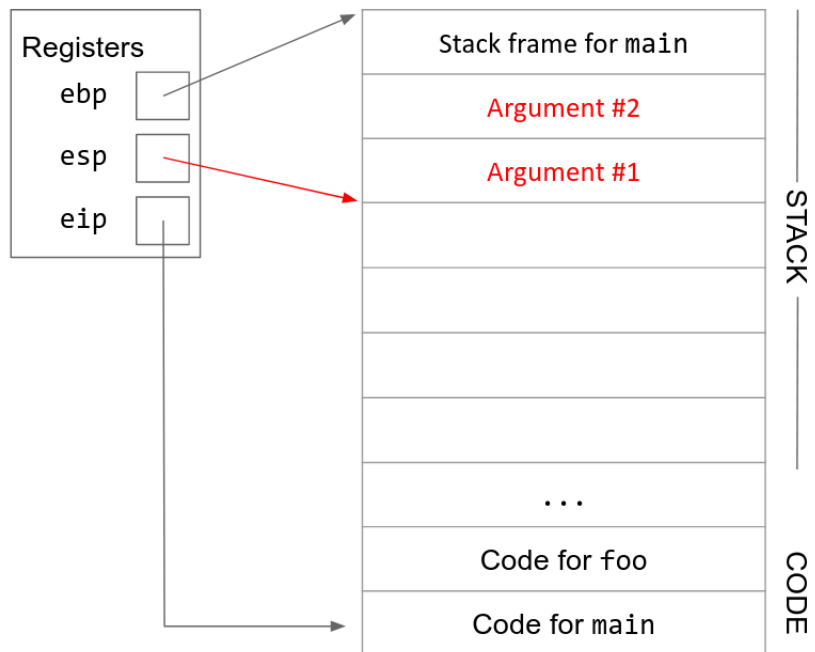 Registers
ebp
esp
eip
Stack frame for main
Argument #2
Argument #1
...
Code for foo
Code for main
STACK
CODE